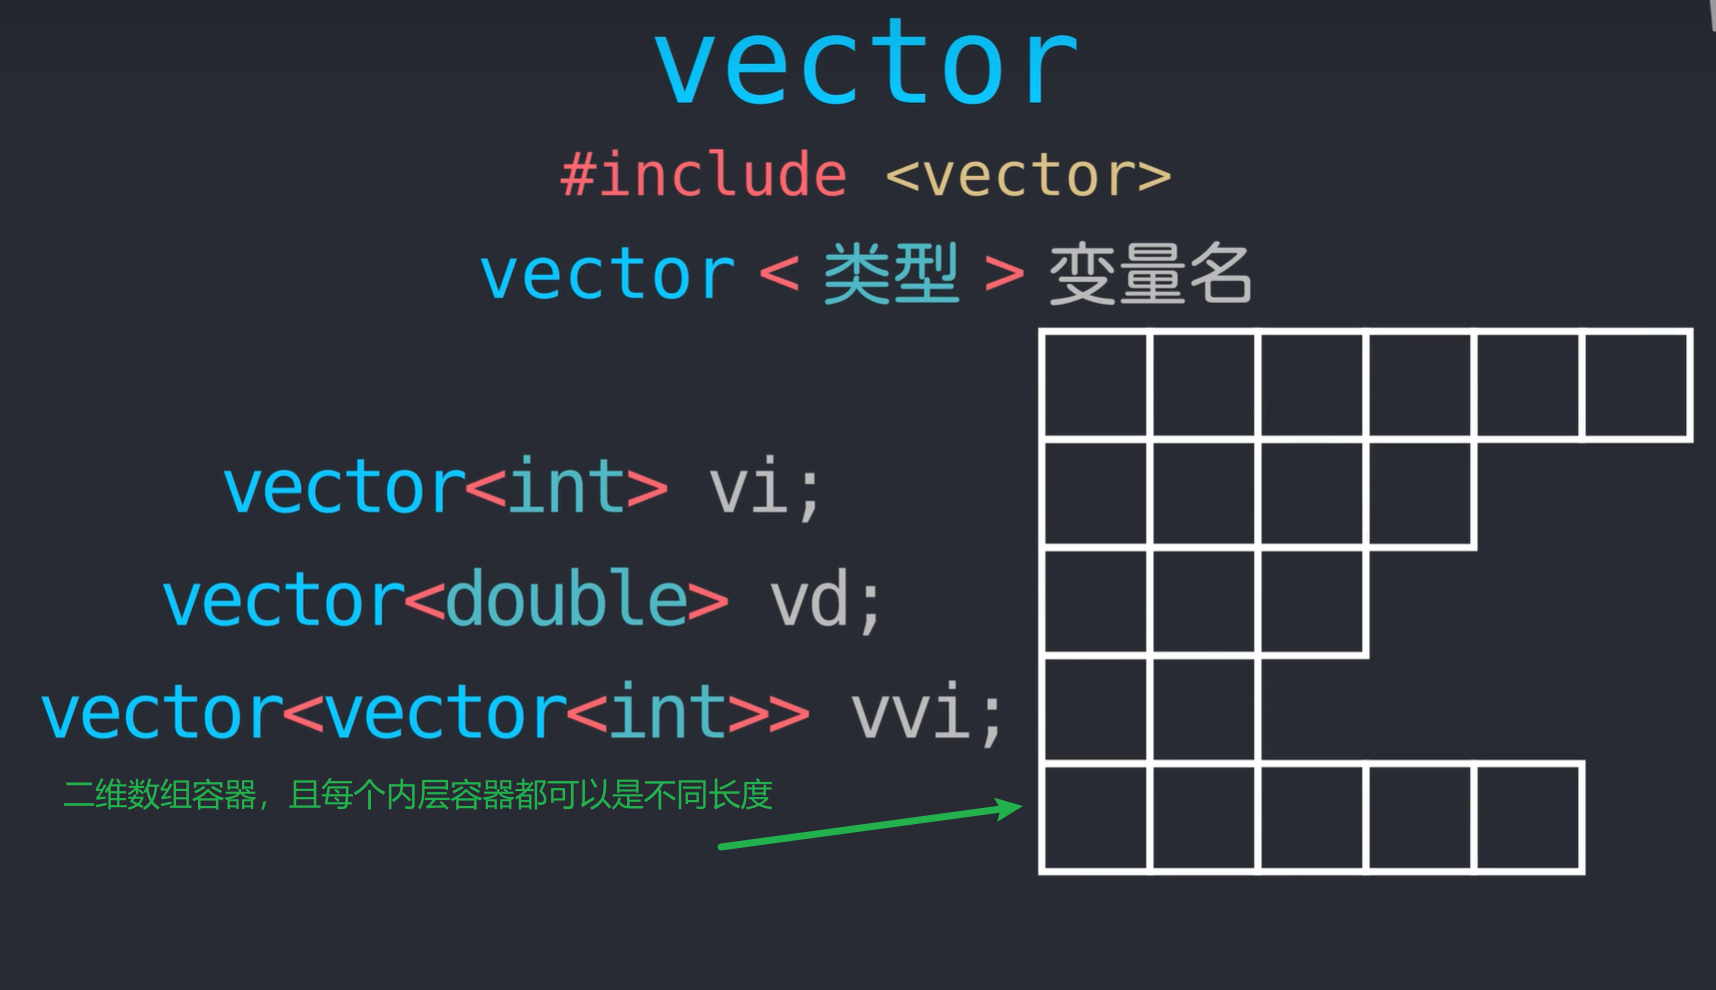 vector
#include <vector>
vector < 类型 > 变量名
vector<int> vi;
vector<double> vd;
vector<vector<int>> vvi;
二维数组容器，且每个内层容器都可以是不同长度